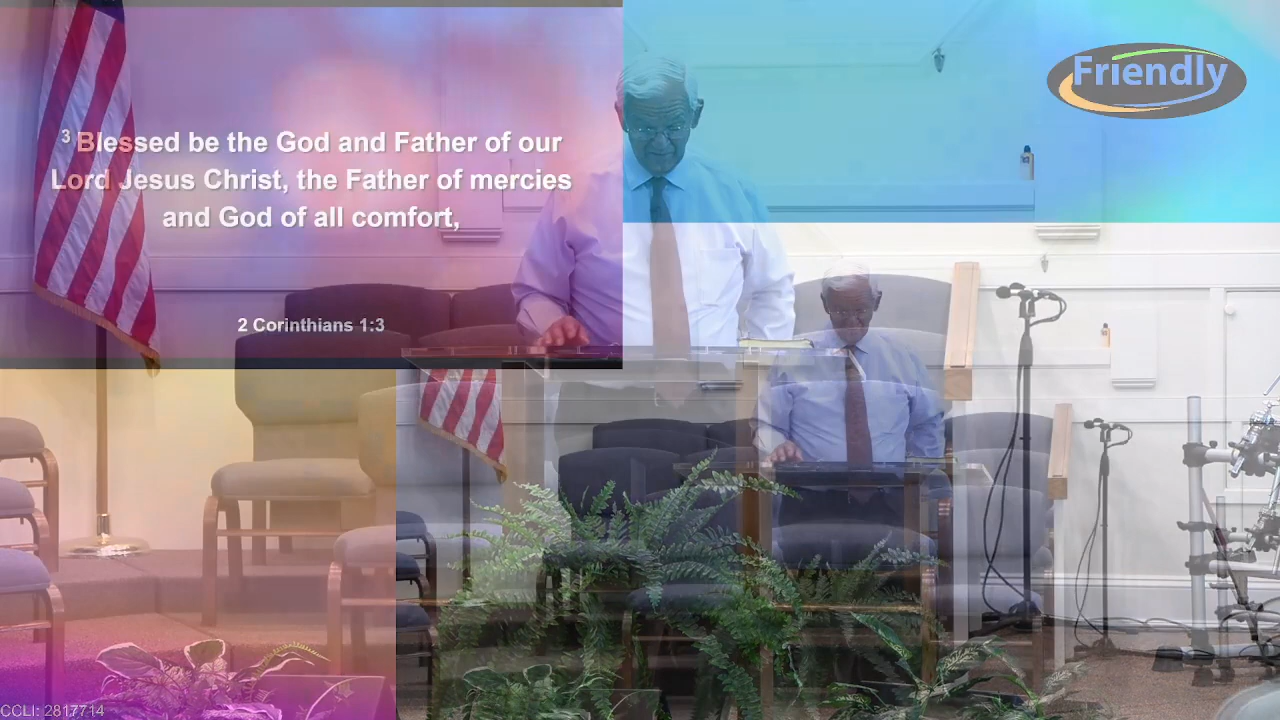 3 Blessed be the God and Father of our
Lord Jesus Christ, the Father of mercies
and God of all comfort,
2 Corinthians 1:3
Friendly
CCLI: 2817714